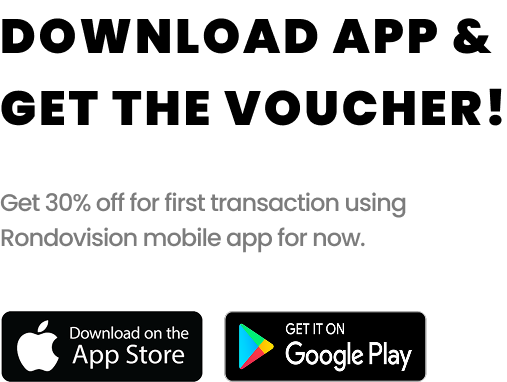 DOWNLOAD APP &
GET THE VOUCHER!
Get 30% off for first transaction using
Rondovision mobile app for now.
Download on the
App Store
GET IT ON
Google Play